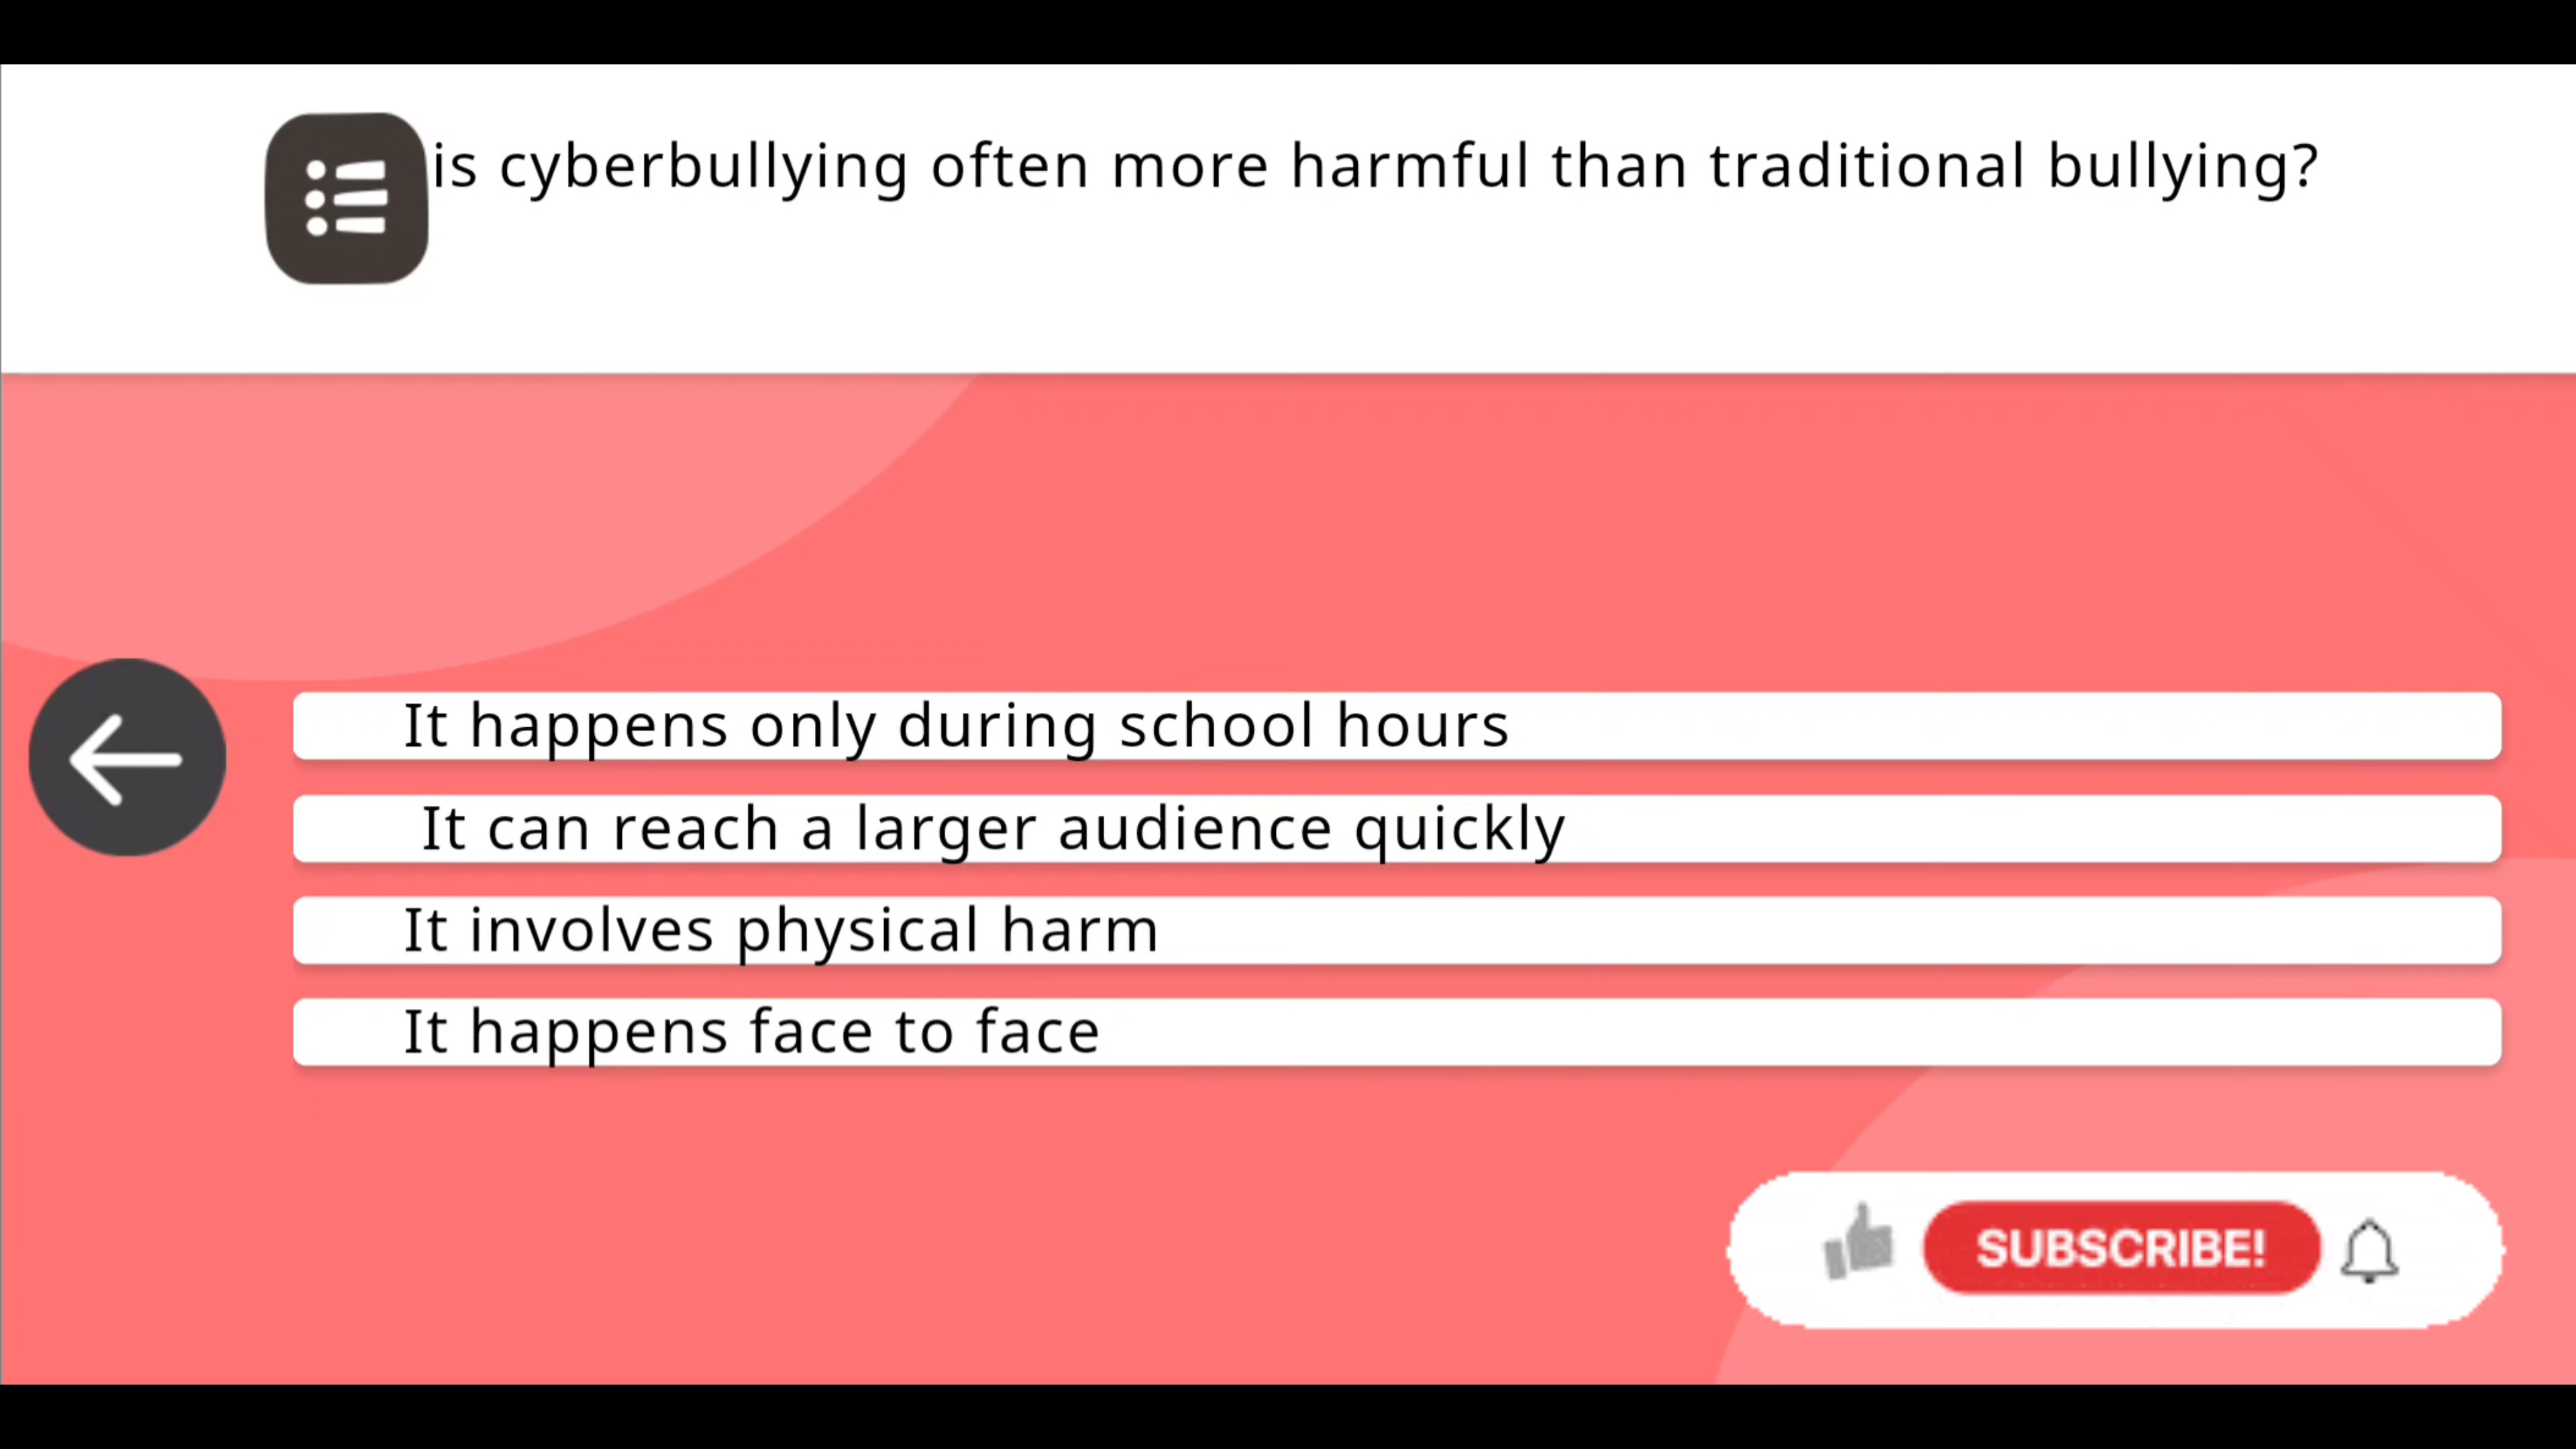 is cyberbullying often more harmful than traditional bullying?
It happens only during school hours
It can reach a larger audience quickly
It involves physical harm
It happens face to face
SUBSCRIBE!